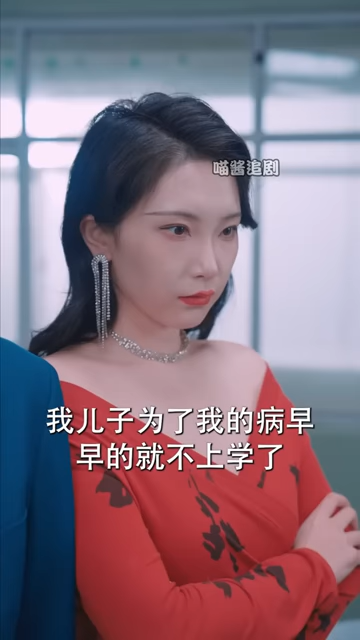 喵酱追剧
我儿子为了我的病早
早的就不上学了